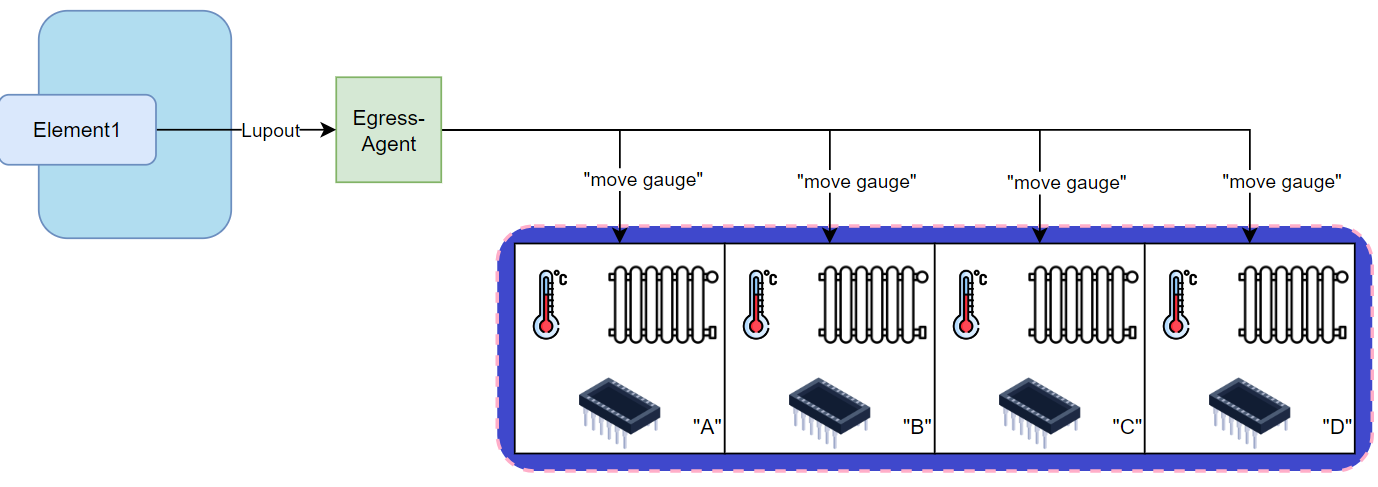 Element1
Lupout
Egress-
Agent
"move gauge"
"move gauge"
"move gauge"
"move gauge"
°C
°C
°C
°C
"A"
"B"
"C"
"D"